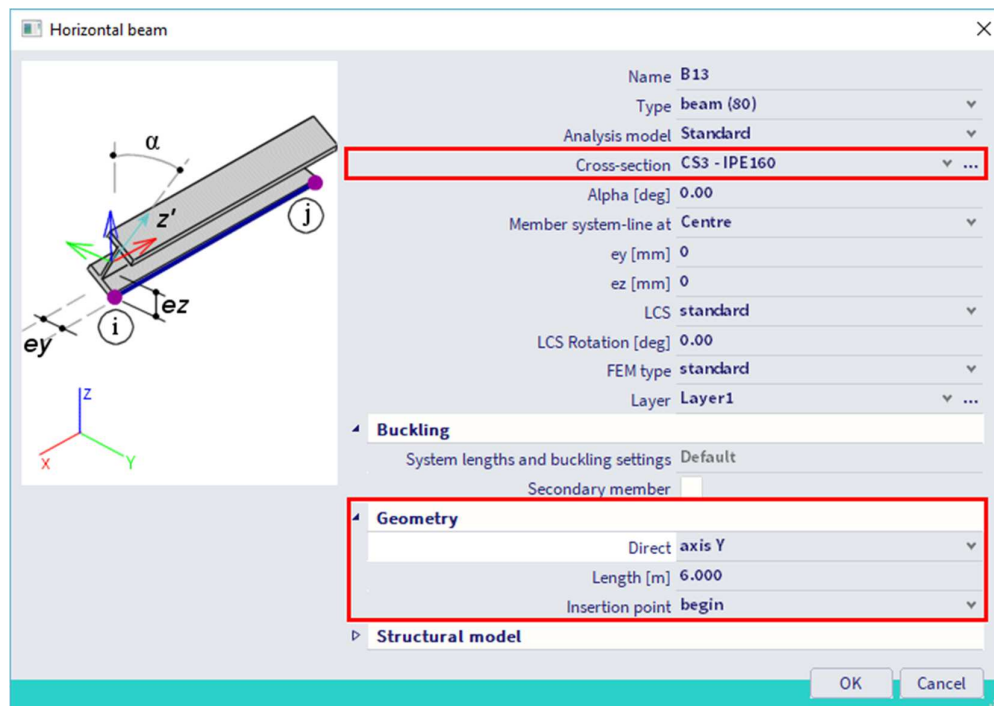 Horizontal beam
α
z'
j
ez
i
ey
Z
X
Y
Name B13
Type beam (80)
Analysis model Standard
Cross-section CS3 - IPE160 ...
Alpha [deg] 0.00
Member system-line at Centre
ey [mm] 0
ez [mm] 0
LCS standard
LCS Rotation [deg] 0.00
FEM type standard
Layer Layer1 ...
Buckling
System lengths and buckling settings Default
Secondary member
Geometry
Direct axis Y
Length [m] 6.000
Insertion point begin
Structural model
OK Cancel